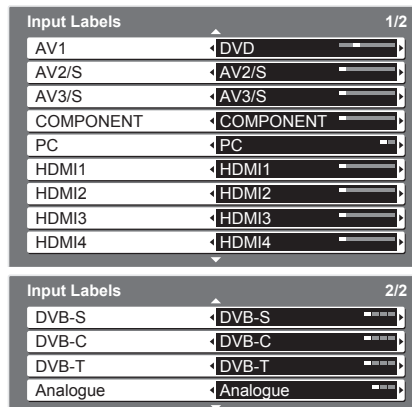 Input Labels 1/2
AV1 DVD
AV2/S AV2/S
AV3/S AV3/S
COMPONENT COMPONENT
PC PC
HDMI1 HDMI1
HDMI2 HDMI2
HDMI3 HDMI3
HDMI4 HDMI4
Input Labels 2/2
DVB-S DVB-S
DVB-C DVB-C
DVB-T DVB-T
Analogue Analogue